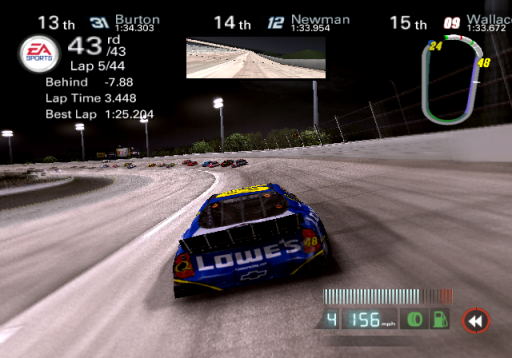 13 th 31 Burton 1:34.303
14 th 12 Newman 1:33.954
15 th 09 Wallac 1:33.672
EA SPORTS
43 rd /43
Lap 5/44
Behind -7.88
Lap Time 3.448
Best Lap 1:25.204
24
48
LOWE'S
48
4 156 mph